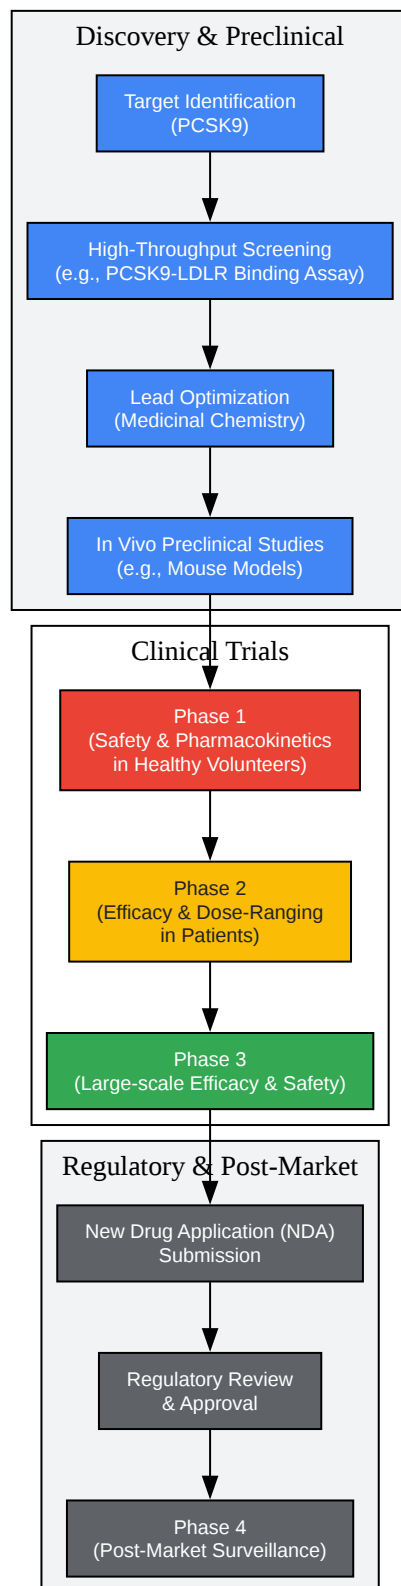 Discovery & Preclinical
Target Identification
(PCSK9)
High-Throughput Screening
(e.g., PCSK9-LDLR Binding Assay)
Lead Optimization
(Medicinal Chemistry)
In Vivo Preclinical Studies
(e.g., Mouse Models)
Clinical Trials
Phase 1
(Safety & Pharmacokinetics
in Healthy Volunteers)
Phase 2
(Efficacy & Dose-Ranging
in Patients)
Phase 3
(Large-scale Efficacy & Safety)
Regulatory & Post-Market
New Drug Application (NDA)
Submission
Regulatory Review
& Approval
Phase 4
(Post-Market Surveillance)